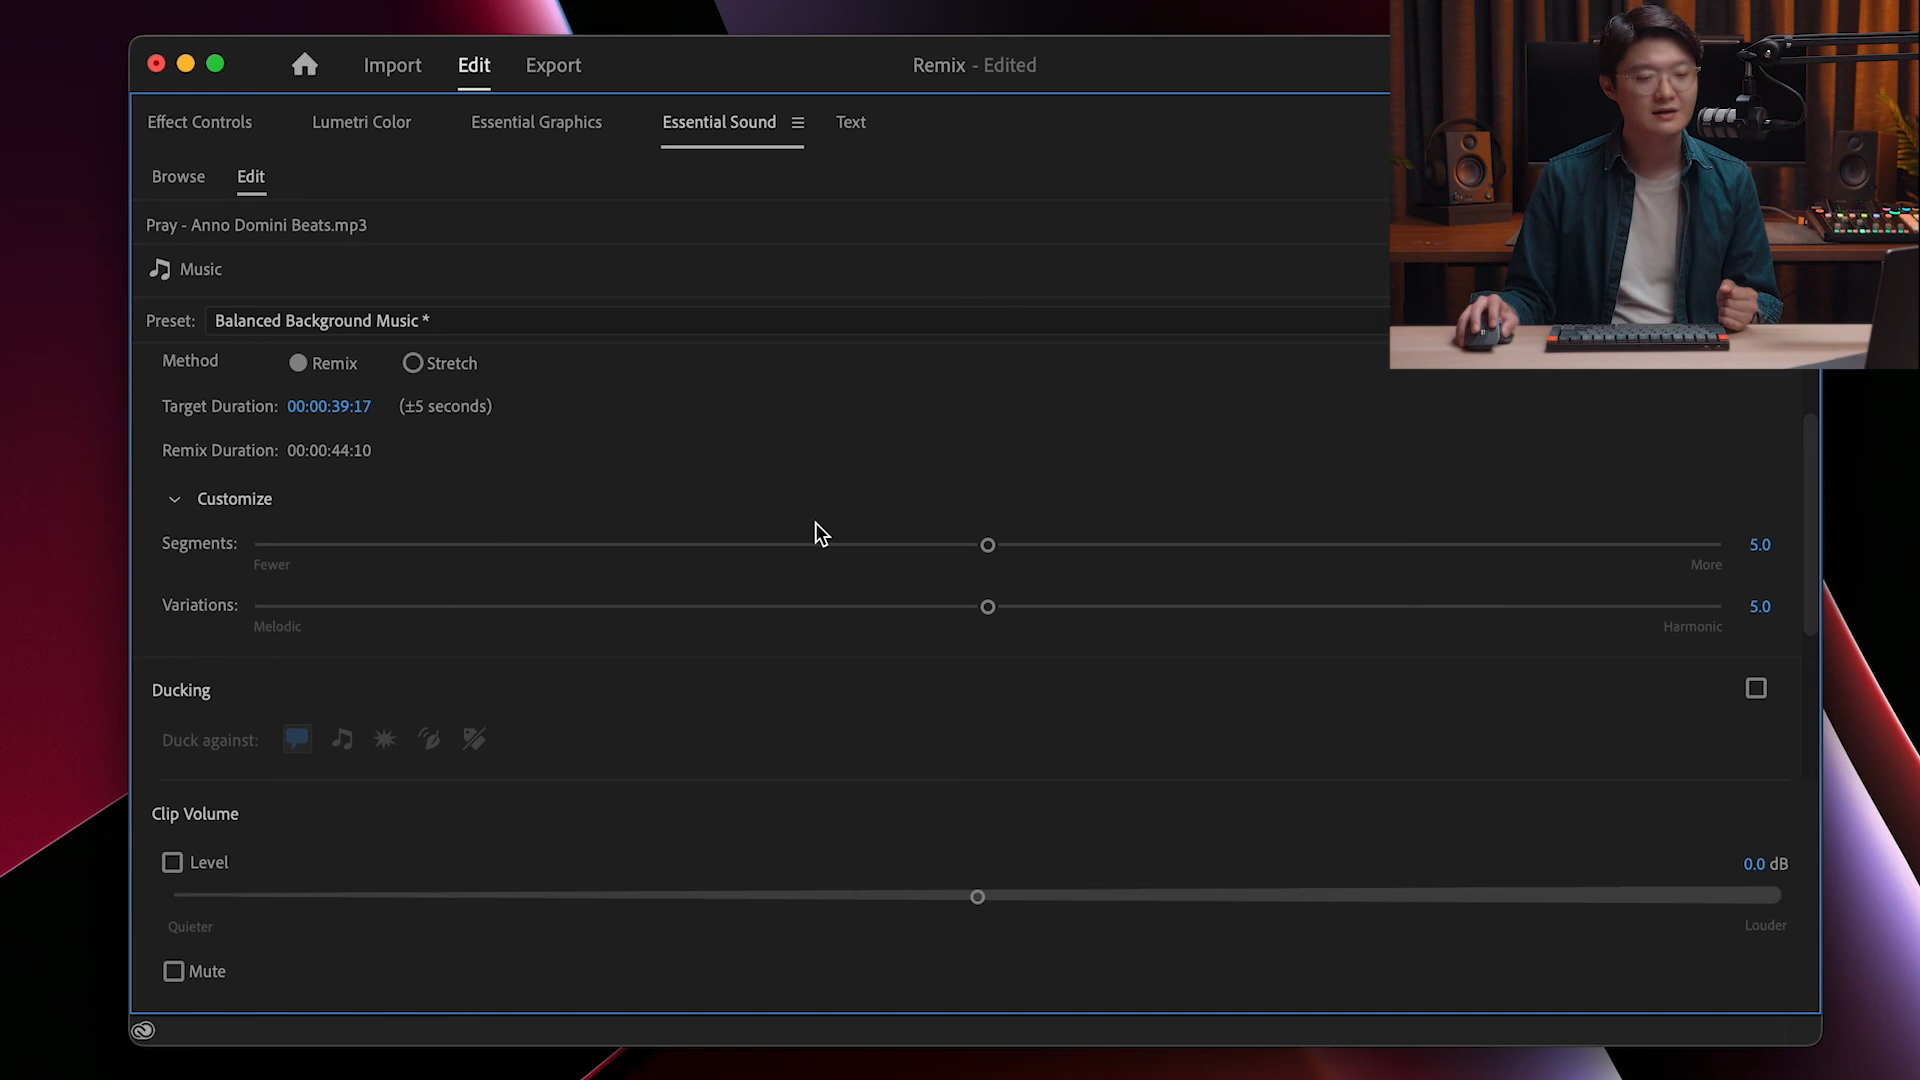 Import Edit Export Remix - Edited
Effect Controls Lumetri Color Essential Graphics Essential Sound Text
Browse Edit
Pray - Anno Domini Beats.mp3
Music
Preset: Balanced Background Music *
Method Remix Stretch
Target Duration: 00:00:39:17 (±5 seconds)
Remix Duration: 00:00:44:10
Customize
Segments: 5.0
Fewer More
Variations: 5.0
Melodic Harmonic
Ducking
Duck against:
Clip Volume
Level 0.0 dB
Quieter Louder
Mute